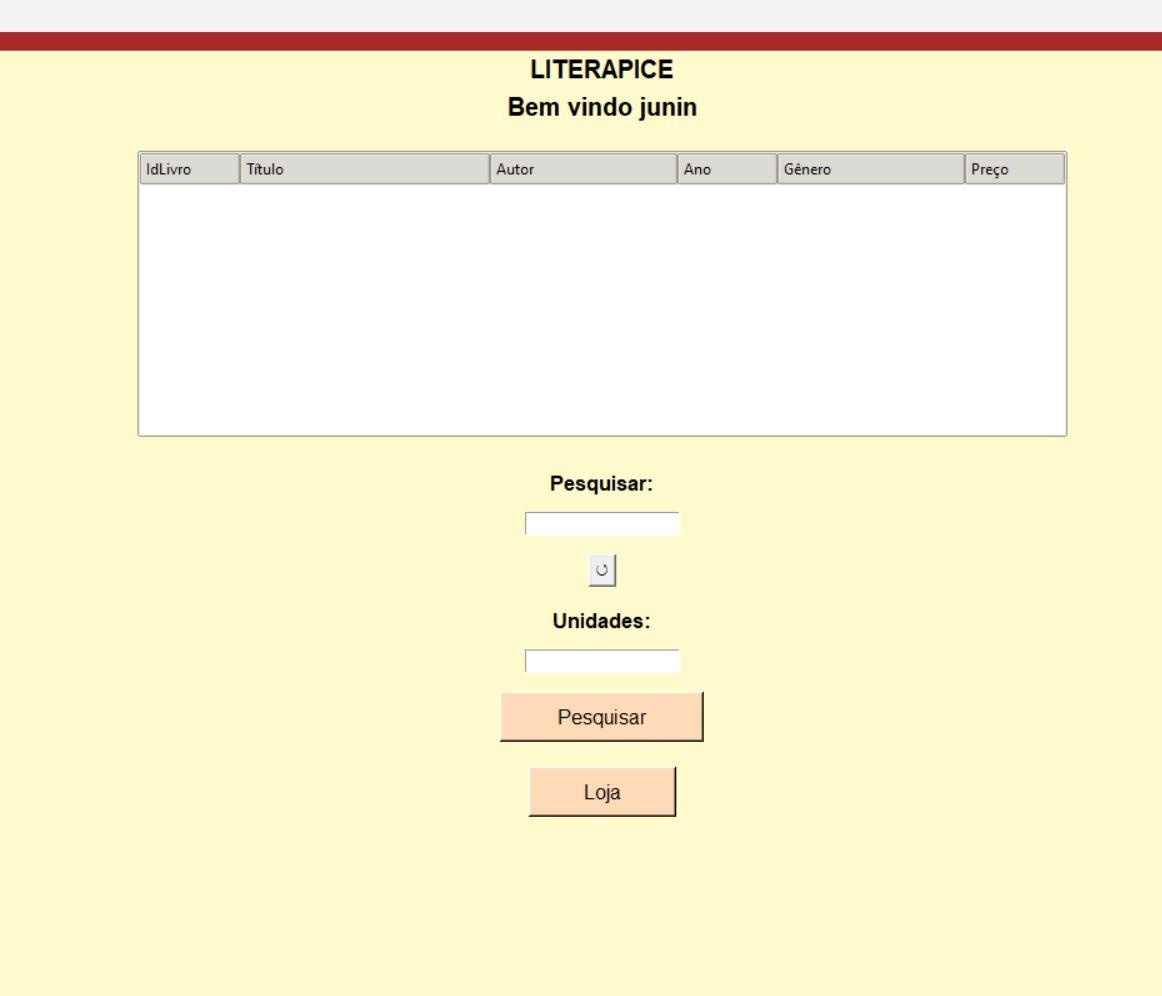 LITERAPICE
Bem vindo junin
IdLivro Título Autor Ano Gênero Preço
Pesquisar:
Unidades:
Pesquisar
Loja